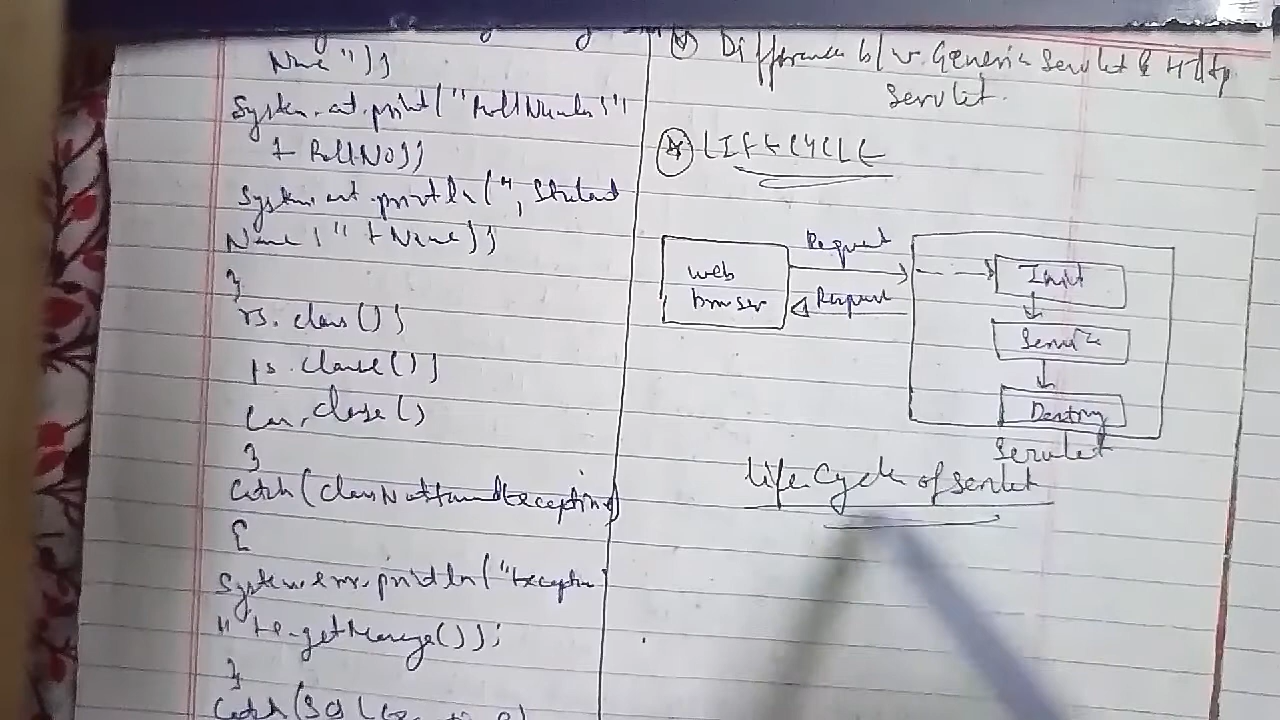 Name"));
System.out.print("RollNumber:"
+ RollNo));
System.out.println(", Student
Name:" + Name));
}
rs.close());
ps.close());
con.close()
}
Catch(classNotFoundException e)
{
System.err.println("Exception
" + e.getMessage());
}
Catch(SQLException e)
Difference b/w. Generic Servlet & Http
Servlet.
LIFECYCLE
Request
web
browser
Request
Init
Service
Destroy
Servlet
Life Cycle of servlet